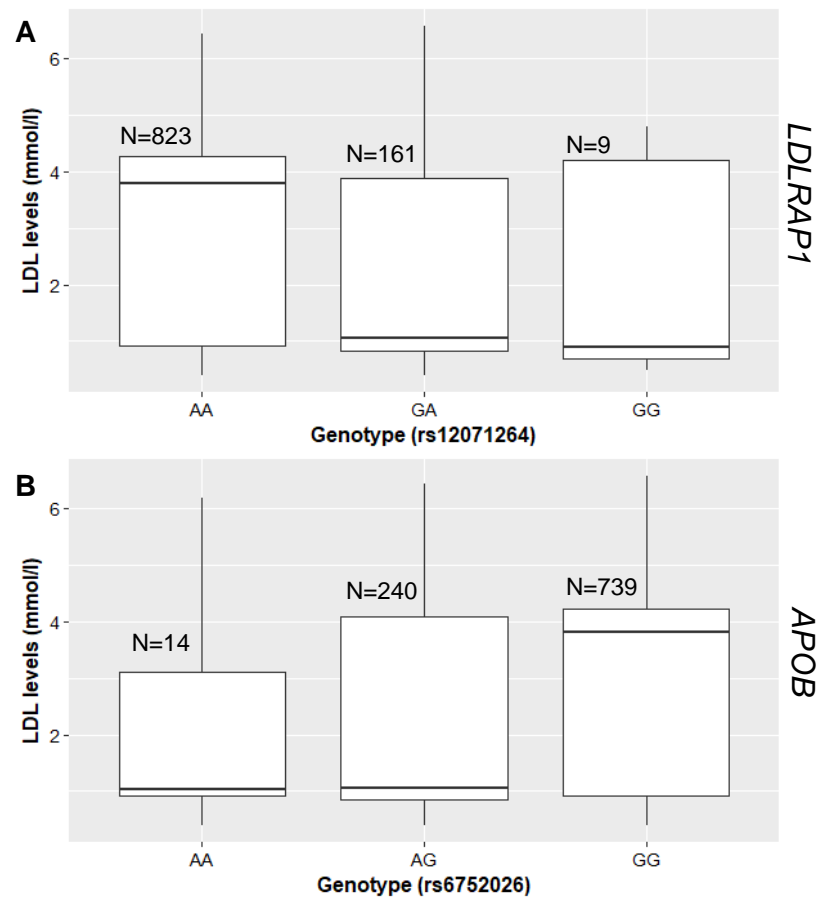 A
LDL levels (mmol/l)
6
4
2
N=823
N=161
N=9
AA
GA
GG
Genotype (rs12071264)
LDLRAP1
B
LDL levels (mmol/l)
6
4
2
N=14
N=240
N=739
AA
AG
GG
Genotype (rs6752026)
APOB